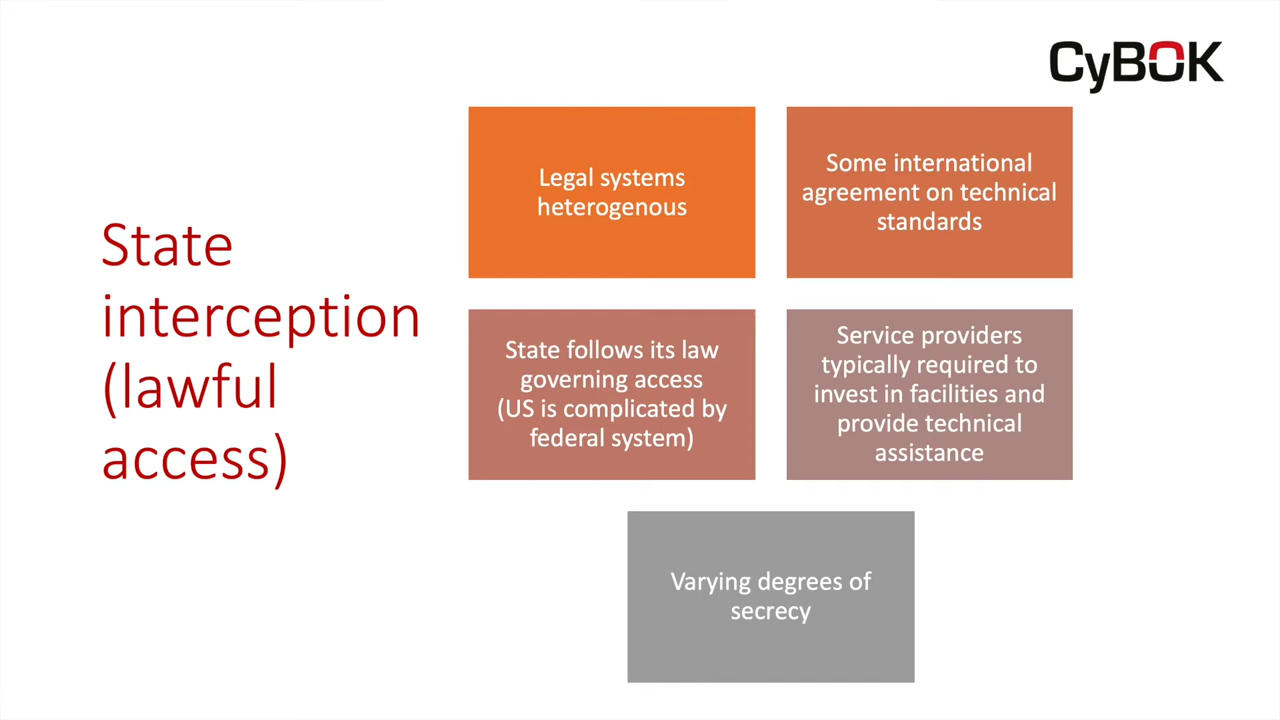 CyBOK
State
interception
(lawful
access)
Legal systems
heterogenous
Some international
agreement on technical
standards
State follows its law
governing access
(US is complicated by
federal system)
Service providers
typically required to
invest in facilities and
provide technical
assistance
Varying degrees of
secrecy